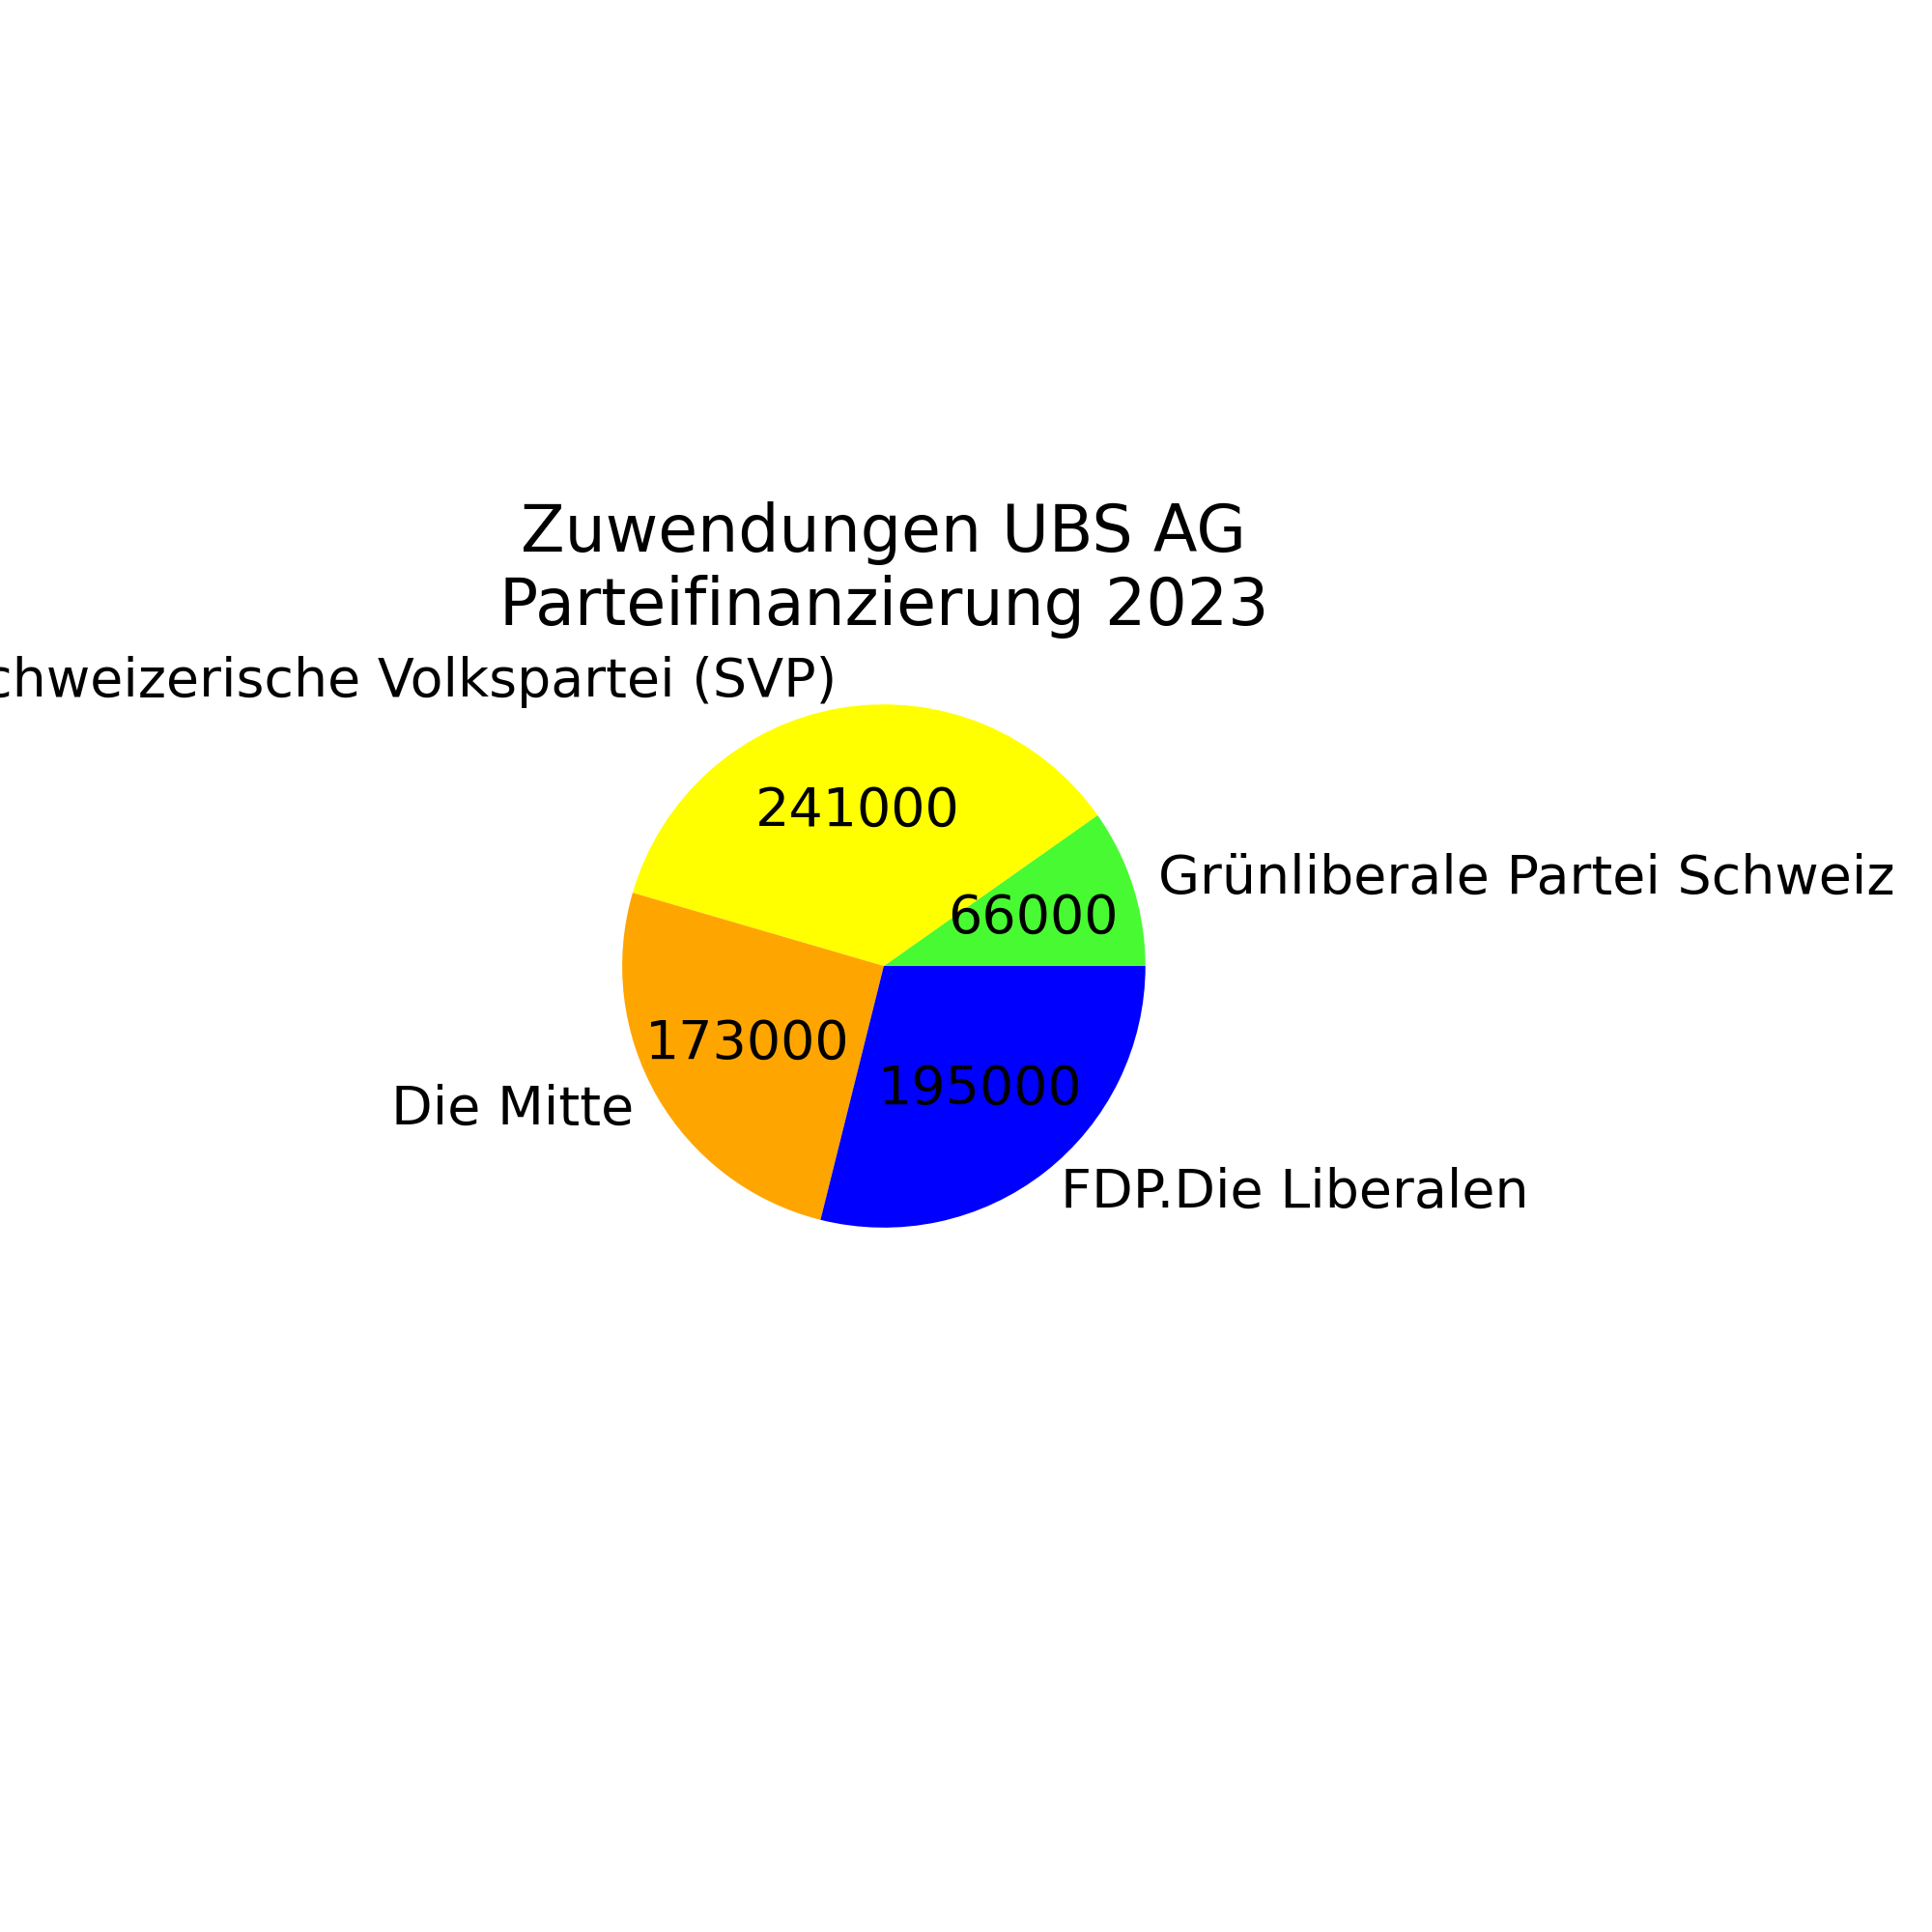 Zuwendungen UBS AG
Parteifinanzierung 2023
chweizerische Volkspartei (SVP)
241000
Grünliberale Partei Schweiz
66000
173000
195000
Die Mitte
FDP.Die Liberalen